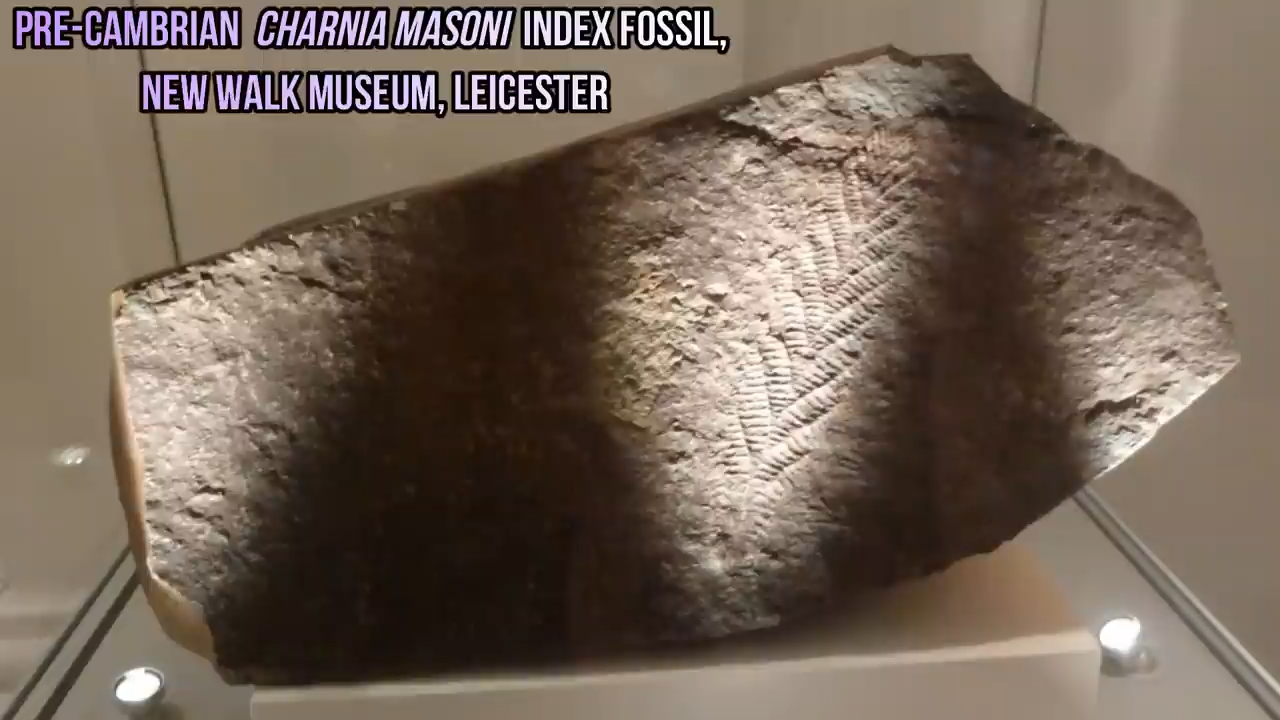 PRE-CAMBRIAN CHARNIA MASONI INDEX FOSSIL,
NEW WALK MUSEUM, LEICESTER